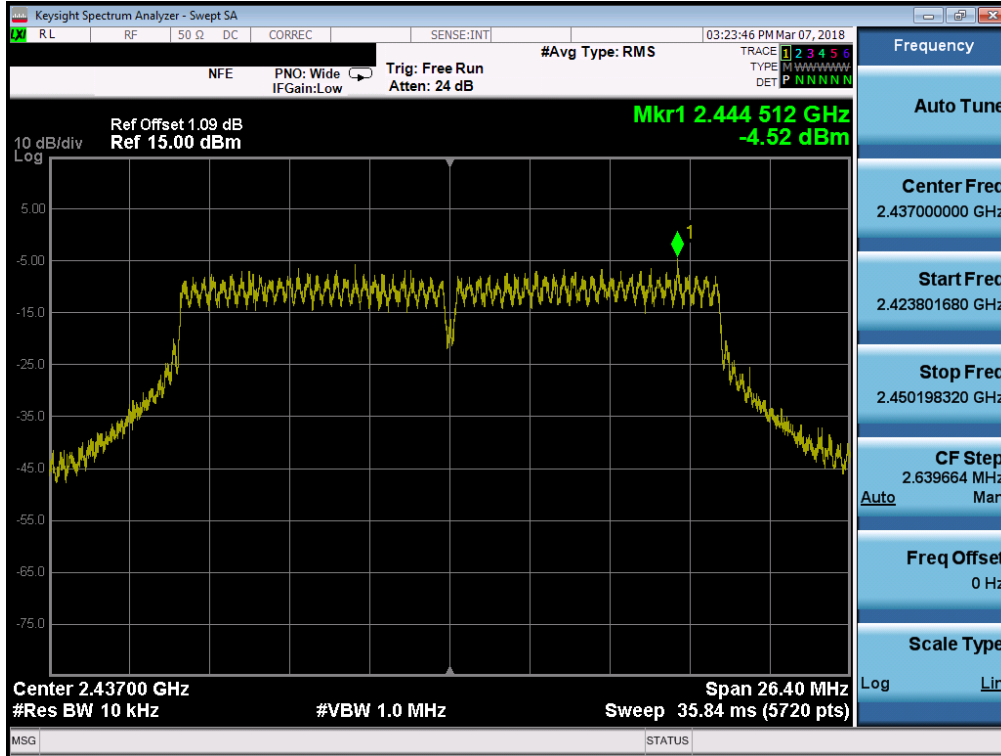 Keysight Spectrum Analyzer - Swept SA
LXI RL RF 50 Ω DC CORREC SENSE:INT 03:23:46 PM Mar 07, 2018
#Avg Type: RMS
TRACE 1 2 3 4 5 6
TYPE M WWWWW
DET P N N N N N
NFE PNO: Wide Trig: Free Run
IFGain:Low Atten: 24 dB
Mkr1 2.444 512 GHz
-4.52 dBm
Ref Offset 1.09 dB
10 dB/div Ref 15.00 dBm
Log
5.00
1
-5.00
-15.0
-25.0
-35.0
-45.0
-55.0
-65.0
-75.0
Center 2.43700 GHz Span 26.40 MHz
#Res BW 10 kHz #VBW 1.0 MHz Sweep 35.84 ms (5720 pts)
MSG STATUS
Frequency
Auto Tune
Center Freq
2.437000000 GHz
Start Freq
2.423801680 GHz
Stop Freq
2.450198320 GHz
CF Step
2.639664 MHz
Auto Man
Freq Offset
0 Hz
Scale Type
Log Lin